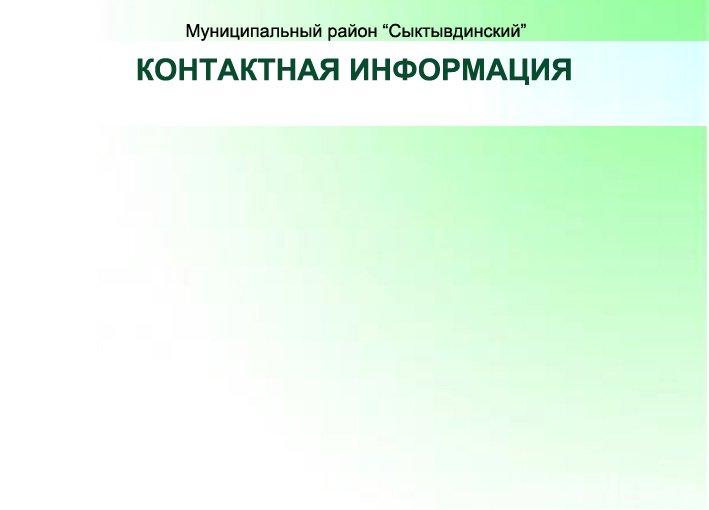 Муниципальный район “Сыктывдинский”
КОНТАКТНАЯ ИНФОРМАЦИЯ